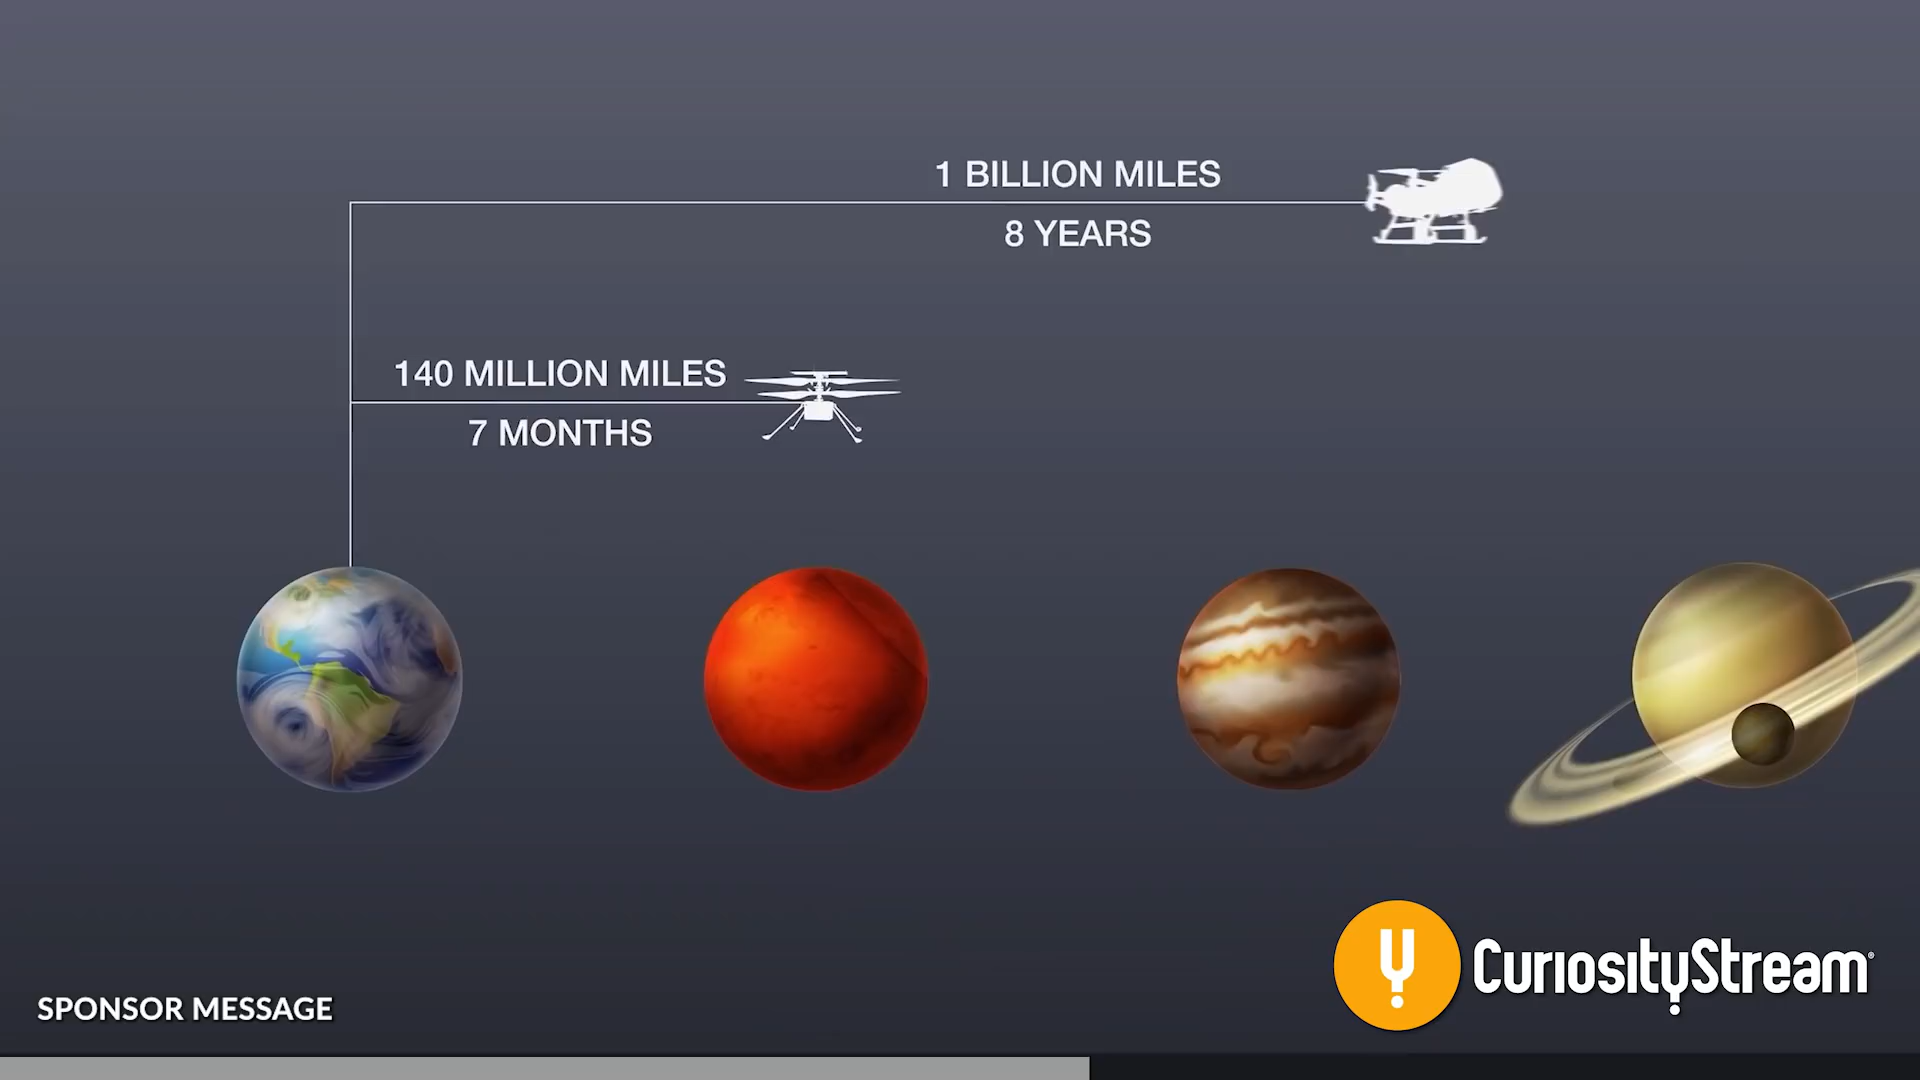 1 BILLION MILES
8 YEARS
140 MILLION MILES
7 MONTHS
CURIOSITYSTREAM
SPONSOR MESSAGE